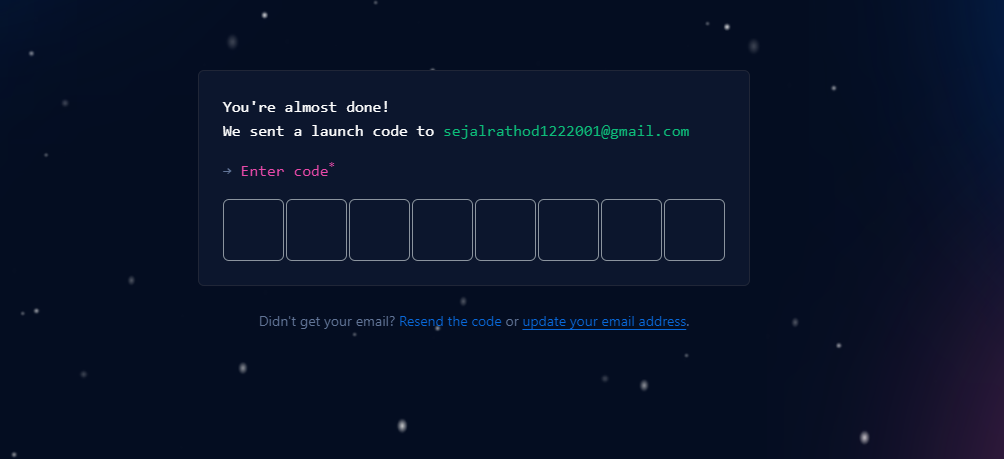 You're almost done!
We sent a launch code to sejalrathod1222001@gmail.com
→ Enter code*
Didn't get your email? Resend the code or update your email address.